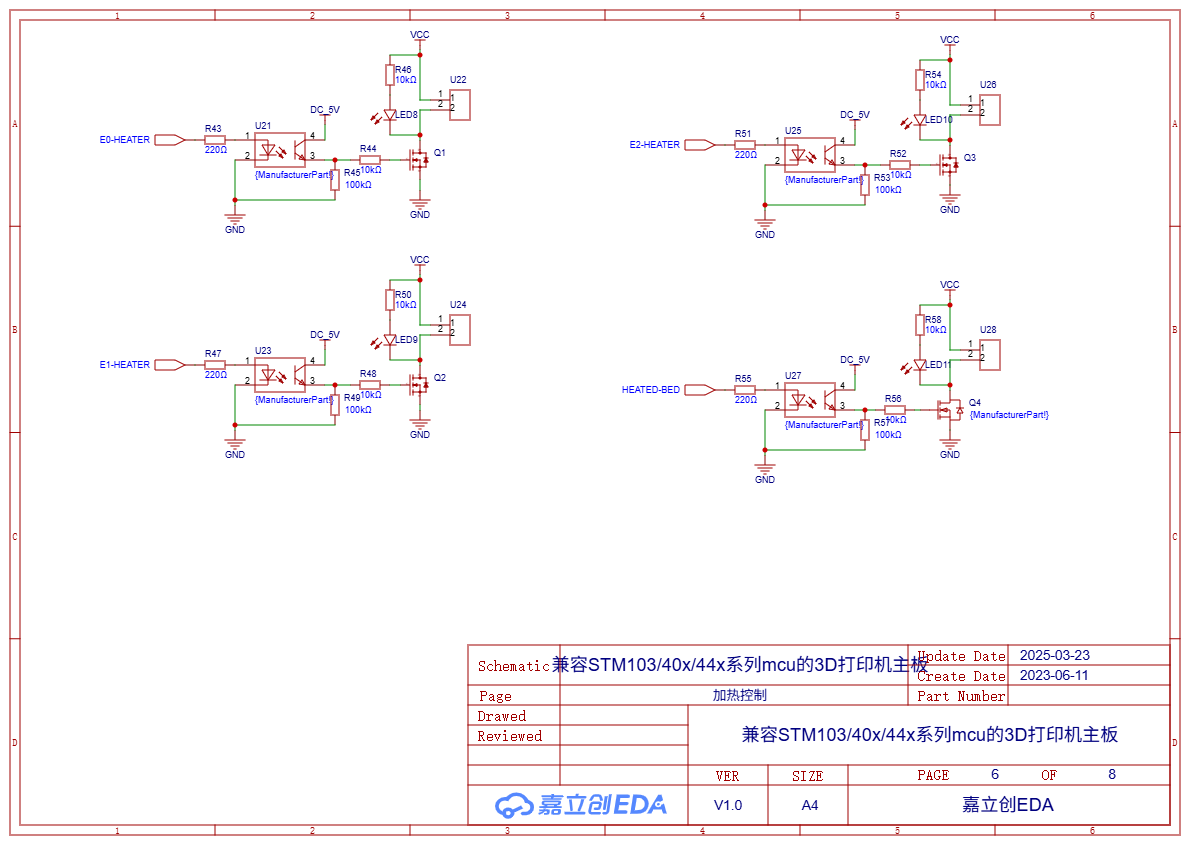 1 2 3 4 5 6
A A
B B
C C
D D
VCC
R46
10kΩ
U22
1 1
2 2
LED8
DC_5V
E0-HEATER
R43
220Ω
U21
1 4
2 3
{ManufacturerPart}
R44
10kΩ
R45
100kΩ
Q1
GND
GND
VCC
R54
10kΩ
U26
1 1
2 2
LED10
DC_5V
E2-HEATER
R51
220Ω
U25
1 4
2 3
{ManufacturerPart}
R52
10kΩ
R53
100kΩ
Q3
GND
GND
VCC
R50
10kΩ
U24
1 1
2 2
LED9
DC_5V
E1-HEATER
R47
220Ω
U23
1 4
2 3
{ManufacturerPart}
R48
10kΩ
R49
100kΩ
Q2
GND
GND
VCC
R58
10kΩ
U28
1 1
2 2
LED11
DC_5V
HEATED-BED
R55
220Ω
U27
1 4
2 3
{ManufacturerPart}
R56
10kΩ
R57
100kΩ
Q4
{ManufacturerPart}
GND
GND
Schematic 兼容STM103/40x/44x系列mcu的3D打印机主板 Update Date 2025-03-23
Create Date 2023-06-11
Page 加热控制 Part Number
Drawed
Reviewed
兼容STM103/40x/44x系列mcu的3D打印机主板
VER SIZE PAGE 6 OF 8
嘉立创EDA V1.0 A4 嘉立创EDA
1 2 3 4 5 6